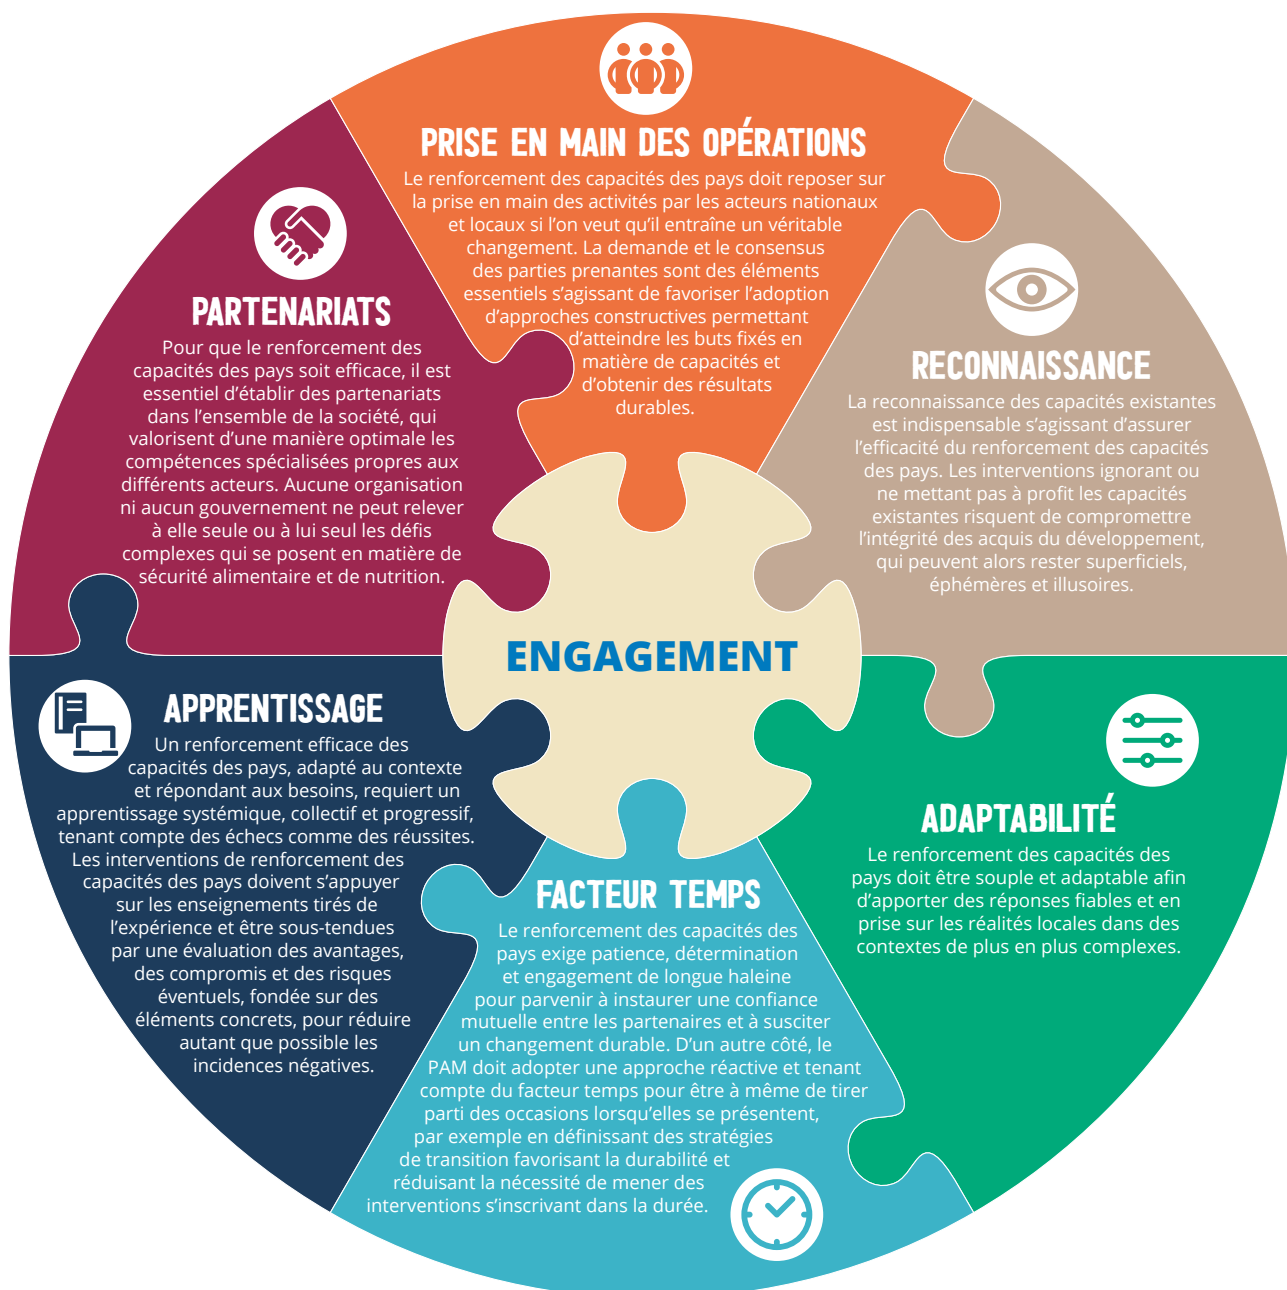 PRISE EN MAIN DES OPÉRATIONS
Le renforcement des capacités des pays doit reposer sur
la prise en main des activités par les acteurs nationaux
et locaux si l’on veut qu’il entraîne un véritable
changement. La demande et le consensus
des parties prenantes sont des éléments
essentiels s’agissant de favoriser l’adoption
d’approches constructives permettant
d’atteindre les buts fixés en
matière de capacités et
d’obtenir des résultats
durables.
RECONNAISSANCE
La reconnaissance des capacités existantes
est indispensable s’agissant d’assurer
l’efficacité du renforcement des capacités
des pays. Les interventions ignorant ou
ne mettant pas à profit les capacités
existantes risquent de compromettre
l’intégrité des acquis du développement,
qui peuvent alors rester superficiels,
éphémères et illusoires.
ADAPTABILITÉ
Le renforcement des capacités des
pays doit être souple et adaptable afin
d’apporter des réponses fiables et en
prise sur les réalités locales dans des
contextes de plus en plus complexes.
FACTEUR TEMPS
Le renforcement des capacités des
pays exige patience, détermination
et engagement de longue haleine
pour parvenir à instaurer une confiance
mutuelle entre les partenaires et à susciter
un changement durable. D’un autre côté, le
PAM doit adopter une approche réactive et tenant
compte du facteur temps pour être à même de tirer
parti des occasions lorsqu’elles se présentent,
par exemple en définissant des stratégies
de transition favorisant la durabilité et
réduisant la nécessité de mener des
interventions s’inscrivant dans la durée.
APPRENTISSAGE
Un renforcement efficace des
capacités des pays, adapté au contexte
et répondant aux besoins, requiert un
apprentissage systémique, collectif et progressif,
tenant compte des échecs comme des réussites.
Les interventions de renforcement des
capacités des pays doivent s’appuyer
sur les enseignements tirés de
l’expérience et être sous-tendues
par une évaluation des avantages,
des compromis et des risques
éventuels, fondée sur des
éléments concrets, pour réduire
autant que possible les
incidences négatives.
PARTENARIATS
Pour que le renforcement des
capacités des pays soit efficace, il est
essentiel d’établir des partenariats
dans l’ensemble de la société, qui
valorisent d’une manière optimale les
compétences spécialisées propres aux
différents acteurs. Aucune organisation
ni aucun gouvernement ne peut relever
à elle seule ou à lui seul les défis
complexes qui se posent en matière de
sécurité alimentaire et de nutrition.
ENGAGEMENT